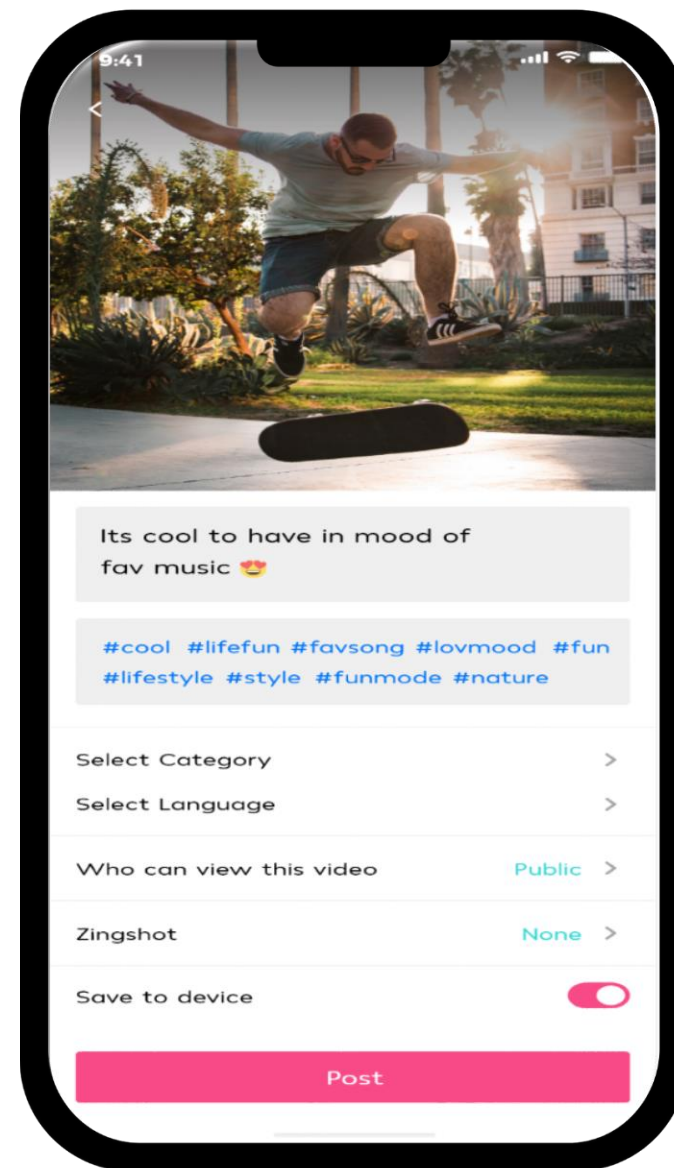 9:41
Its cool to have in mood of
fav music 😍
#cool #lifefun #favsong #lovmood #fun
#lifestyle #style #funmode #nature
Select Category >
Select Language >
Who can view this video Public >
Zingshot None >
Save to device
Post